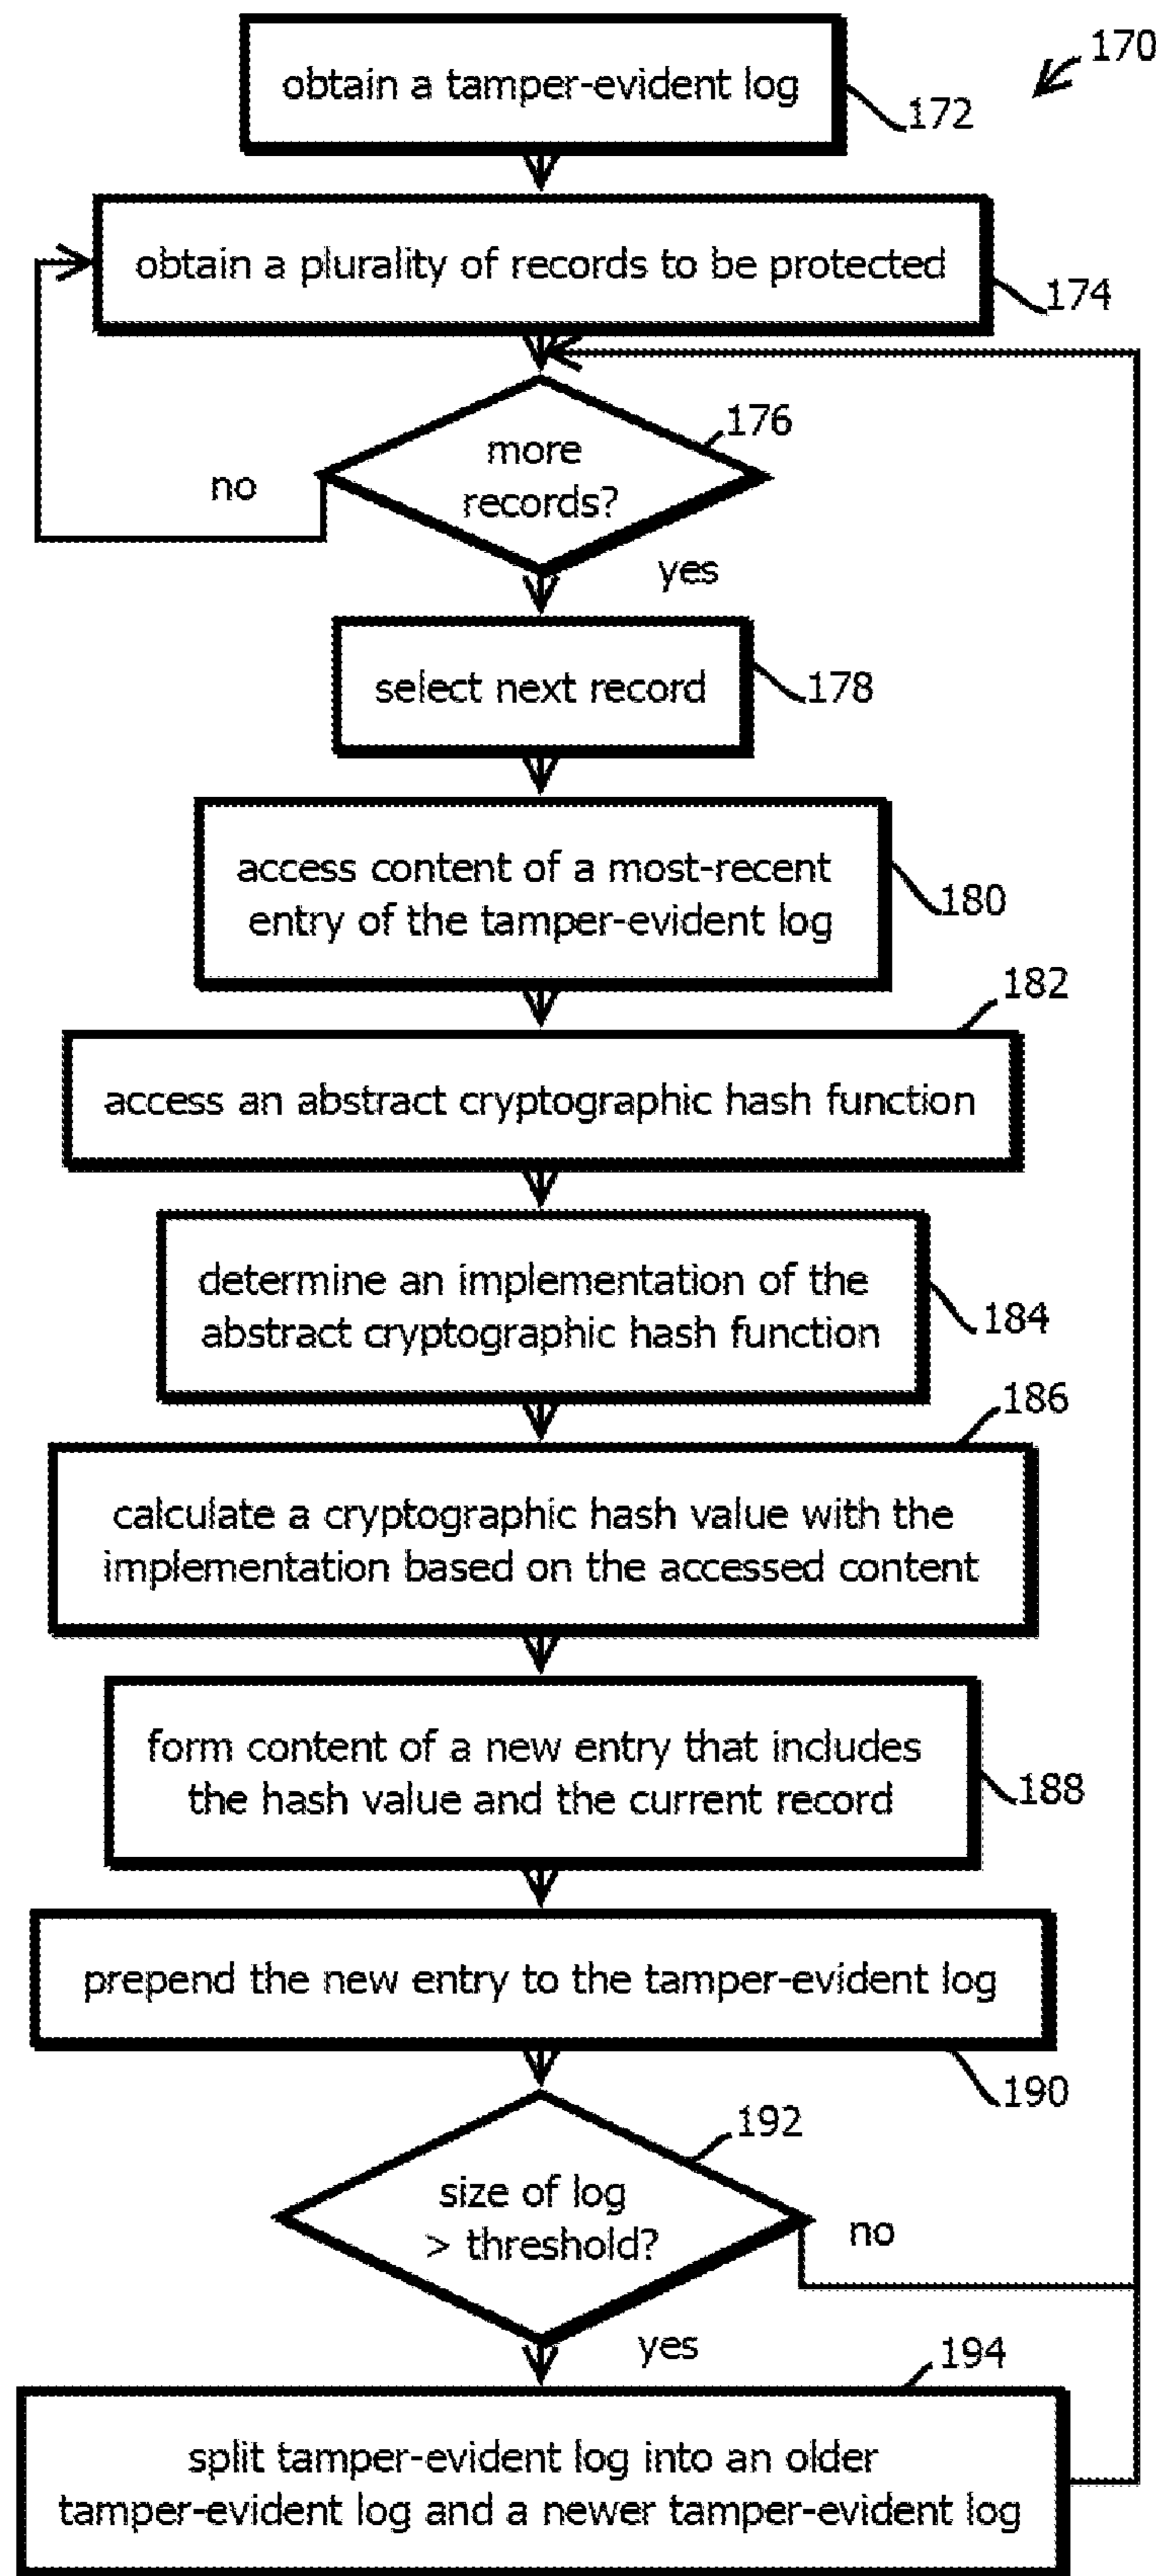 170
obtain a tamper-evident log
172
obtain a plurality of records to be protected
174
176
more
records?
no
yes
select next record
178
access content of a most-recent
entry of the tamper-evident log
180
182
access an abstract cryptographic hash function
determine an implementation of the
abstract cryptographic hash function
184
186
calculate a cryptographic hash value with the
implementation based on the accessed content
form content of a new entry that includes
the hash value and the current record
188
prepend the new entry to the tamper-evident log
190
192
size of log
> threshold?
no
yes
194
split tamper-evident log into an older
tamper-evident log and a newer tamper-evident log